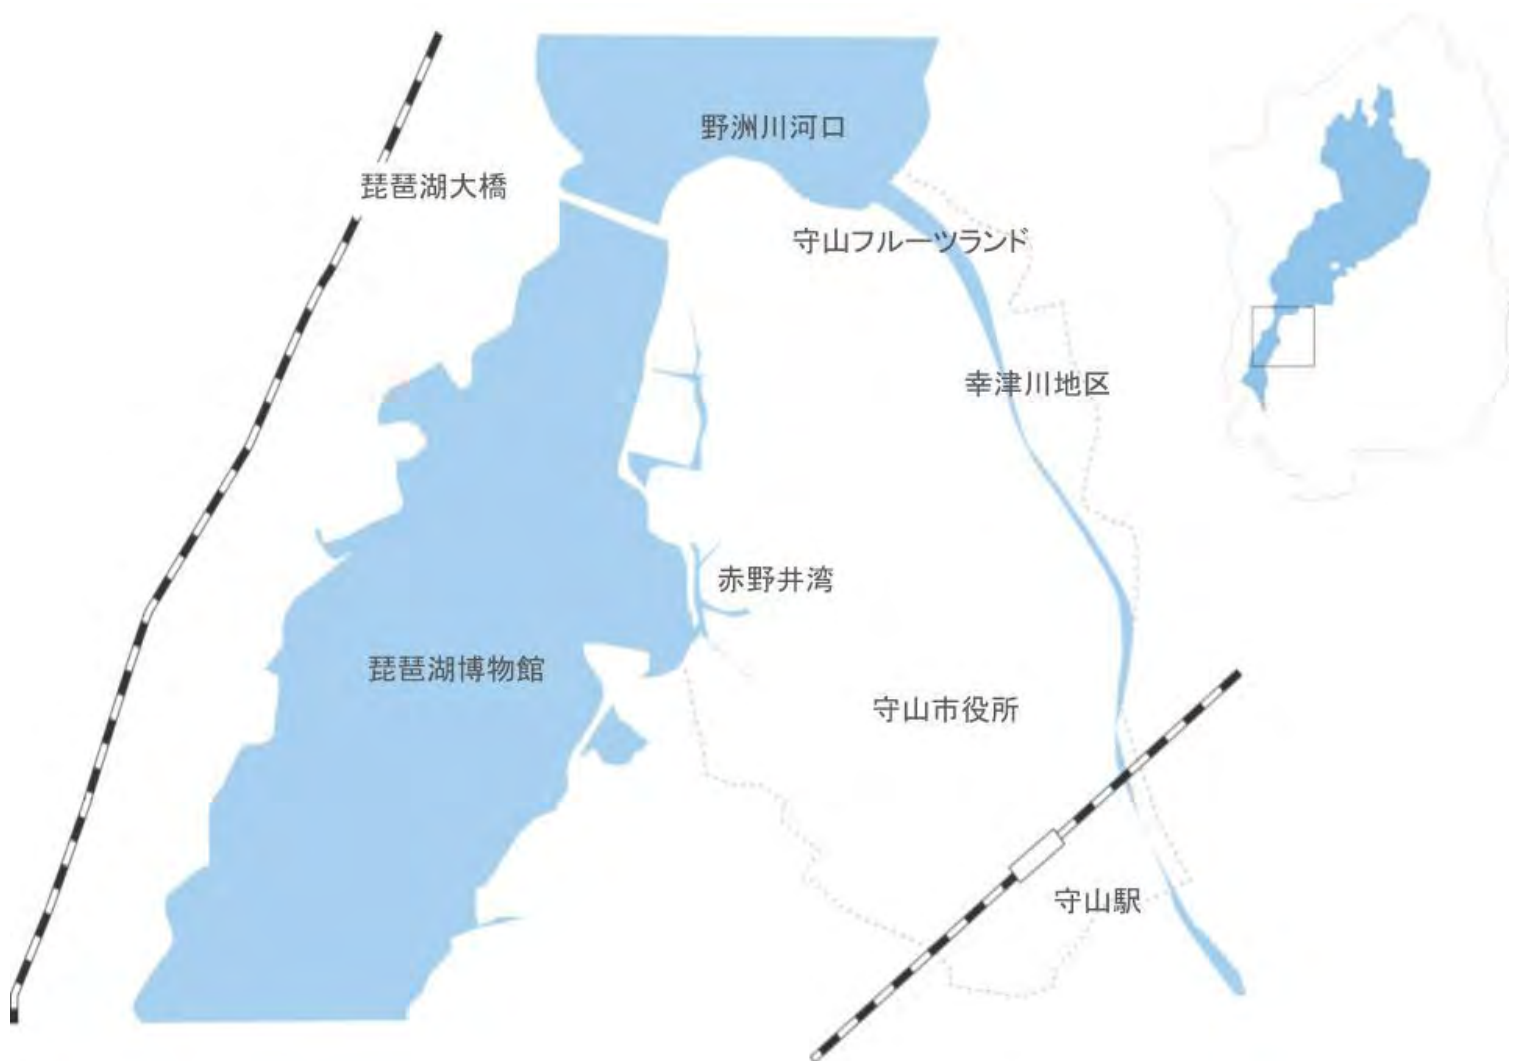 野洲川河口
琵琶湖大橋
守山フルーツランド
幸津川地区
赤野井湾
琵琶湖博物館
守山市役所
守山駅